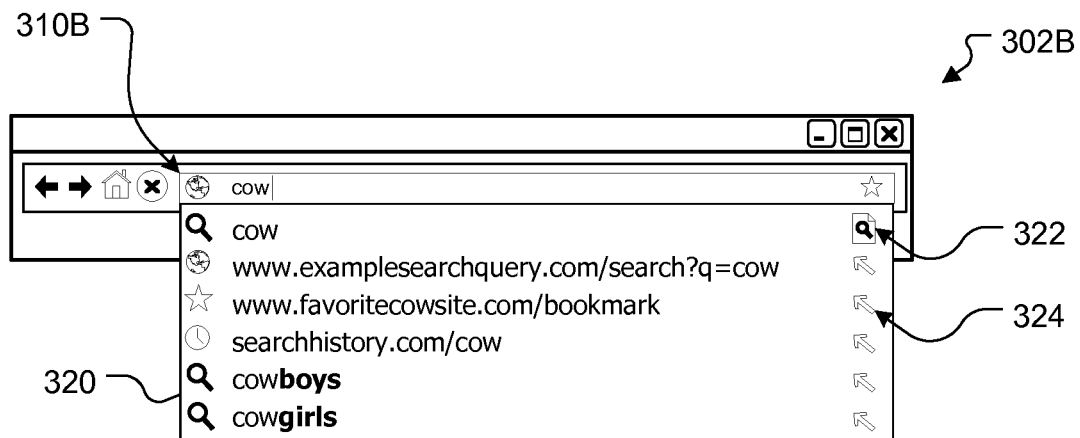 310B
302B
cow
cow
322
www.examplesearchquery.com/search?q=cow
www.favoritecowsite.com/bookmark
324
searchhistory.com/cow
320
cowboys
cowgirls